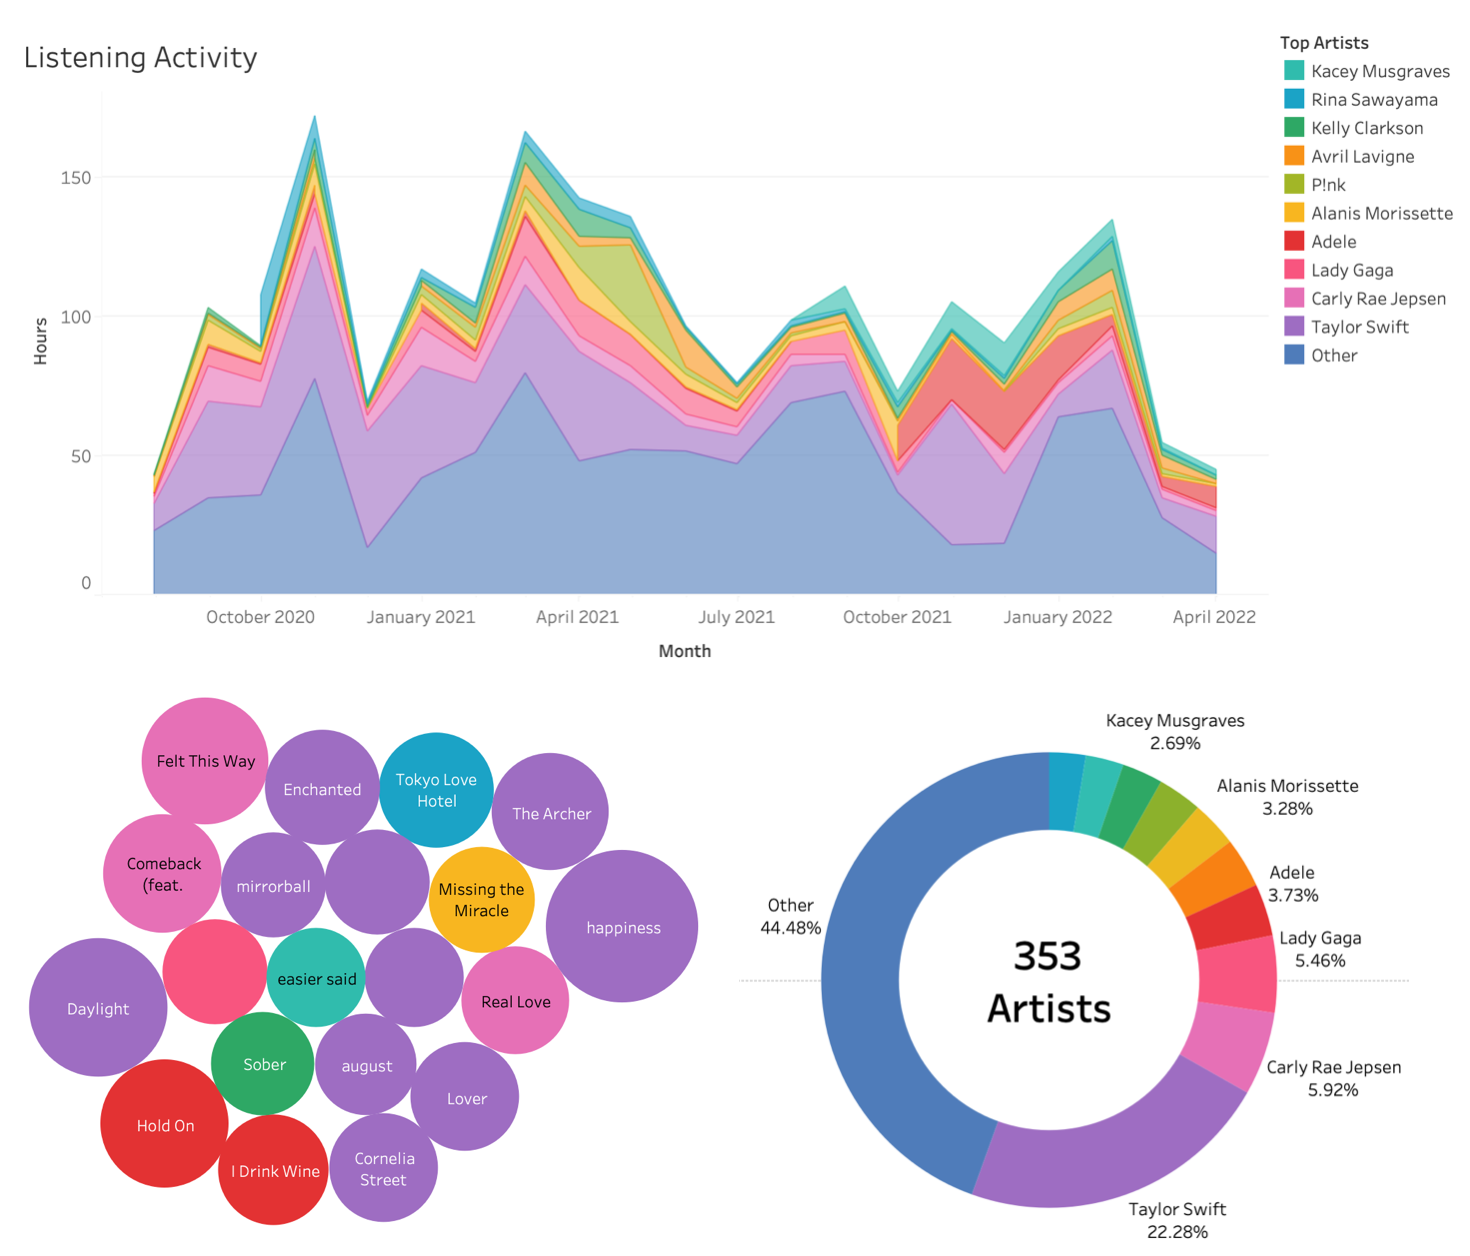 Listening Activity
Top Artists
Kacey Musgraves
Rina Sawayama
Kelly Clarkson
Avril Lavigne
P!nk
Alanis Morissette
Adele
Lady Gaga
Carly Rae Jepsen
Taylor Swift
Other
150
100
50
0
Hours
October 2020
January 2021
April 2021
July 2021
October 2021
January 2022
April 2022
Month
Felt This Way
Enchanted
Tokyo Love
Hotel
The Archer
Comeback
(feat.
mirrorball
Missing the
Miracle
happiness
Daylight
easier said
Real Love
Sober
august
Lover
Hold On
I Drink Wine
Cornelia
Street
Kacey Musgraves
2.69%
Alanis Morissette
3.28%
Adele
3.73%
Lady Gaga
5.46%
Carly Rae Jepsen
5.92%
Taylor Swift
22.28%
Other
44.48%
353
Artists